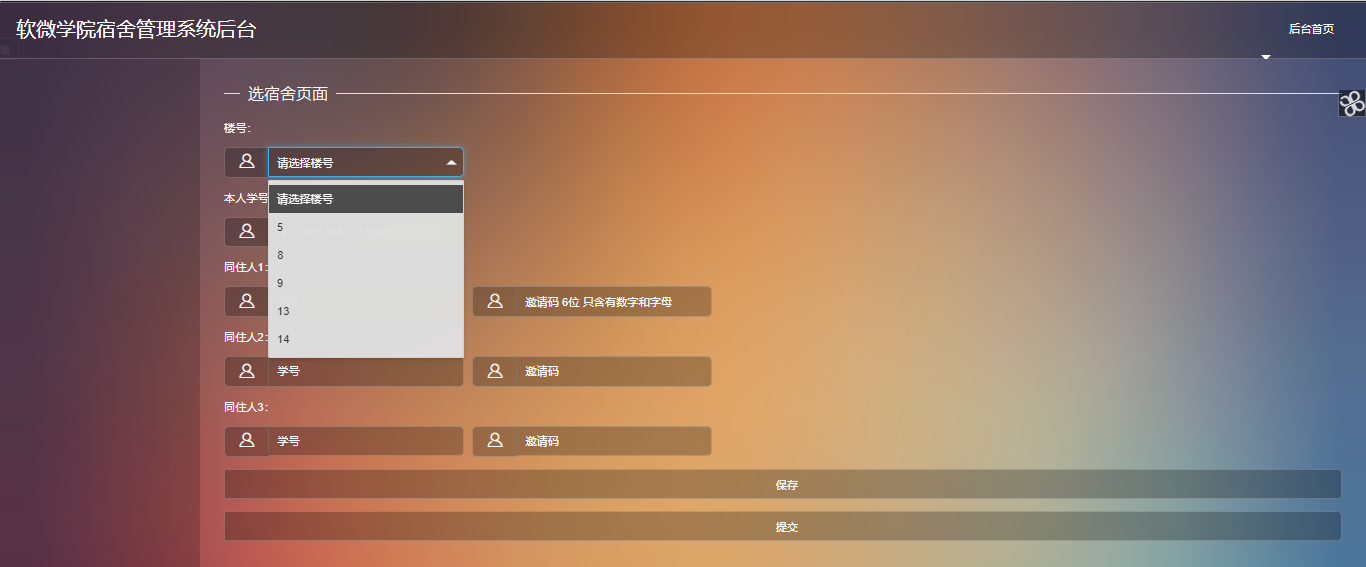 软微学院宿舍管理系统后台
后台首页
选宿舍页面
楼号:
请选择楼号
请选择楼号
本人学号
5
8
9
同住人1:
邀请码 6位 只含有数字和字母
13
同住人2:
14
学号
邀请码
同住人3:
学号
邀请码
保存
提交